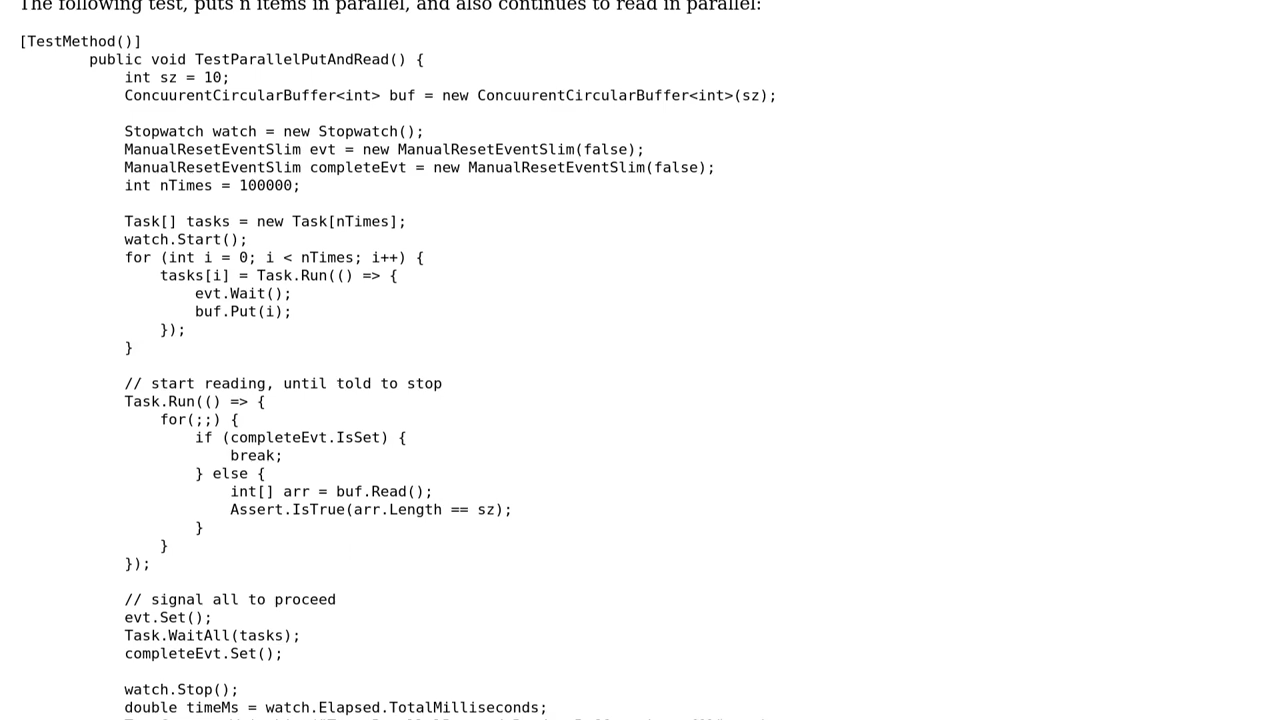 The following test, puts n items in parallel, and also continues to read in parallel:
[TestMethod()]
public void TestParallelPutAndRead() {
int sz = 10;
ConcuurentCircularBuffer<int> buf = new ConcuurentCircularBuffer<int>(sz);
Stopwatch watch = new Stopwatch();
ManualResetEventSlim evt = new ManualResetEventSlim(false);
ManualResetEventSlim completeEvt = new ManualResetEventSlim(false);
int nTimes = 100000;
Task[] tasks = new Task[nTimes];
watch.Start();
for (int i = 0; i < nTimes; i++) {
tasks[i] = Task.Run(() => {
evt.Wait();
buf.Put(i);
});
}
// start reading, until told to stop
Task.Run(() => {
for(;;) {
if (completeEvt.IsSet) {
break;
} else {
int[] arr = buf.Read();
Assert.IsTrue(arr.Length == sz);
}
}
});
// signal all to proceed
evt.Set();
Task.WaitAll(tasks);
completeEvt.Set();
watch.Stop();
double timeMs = watch.Elapsed.TotalMilliseconds;